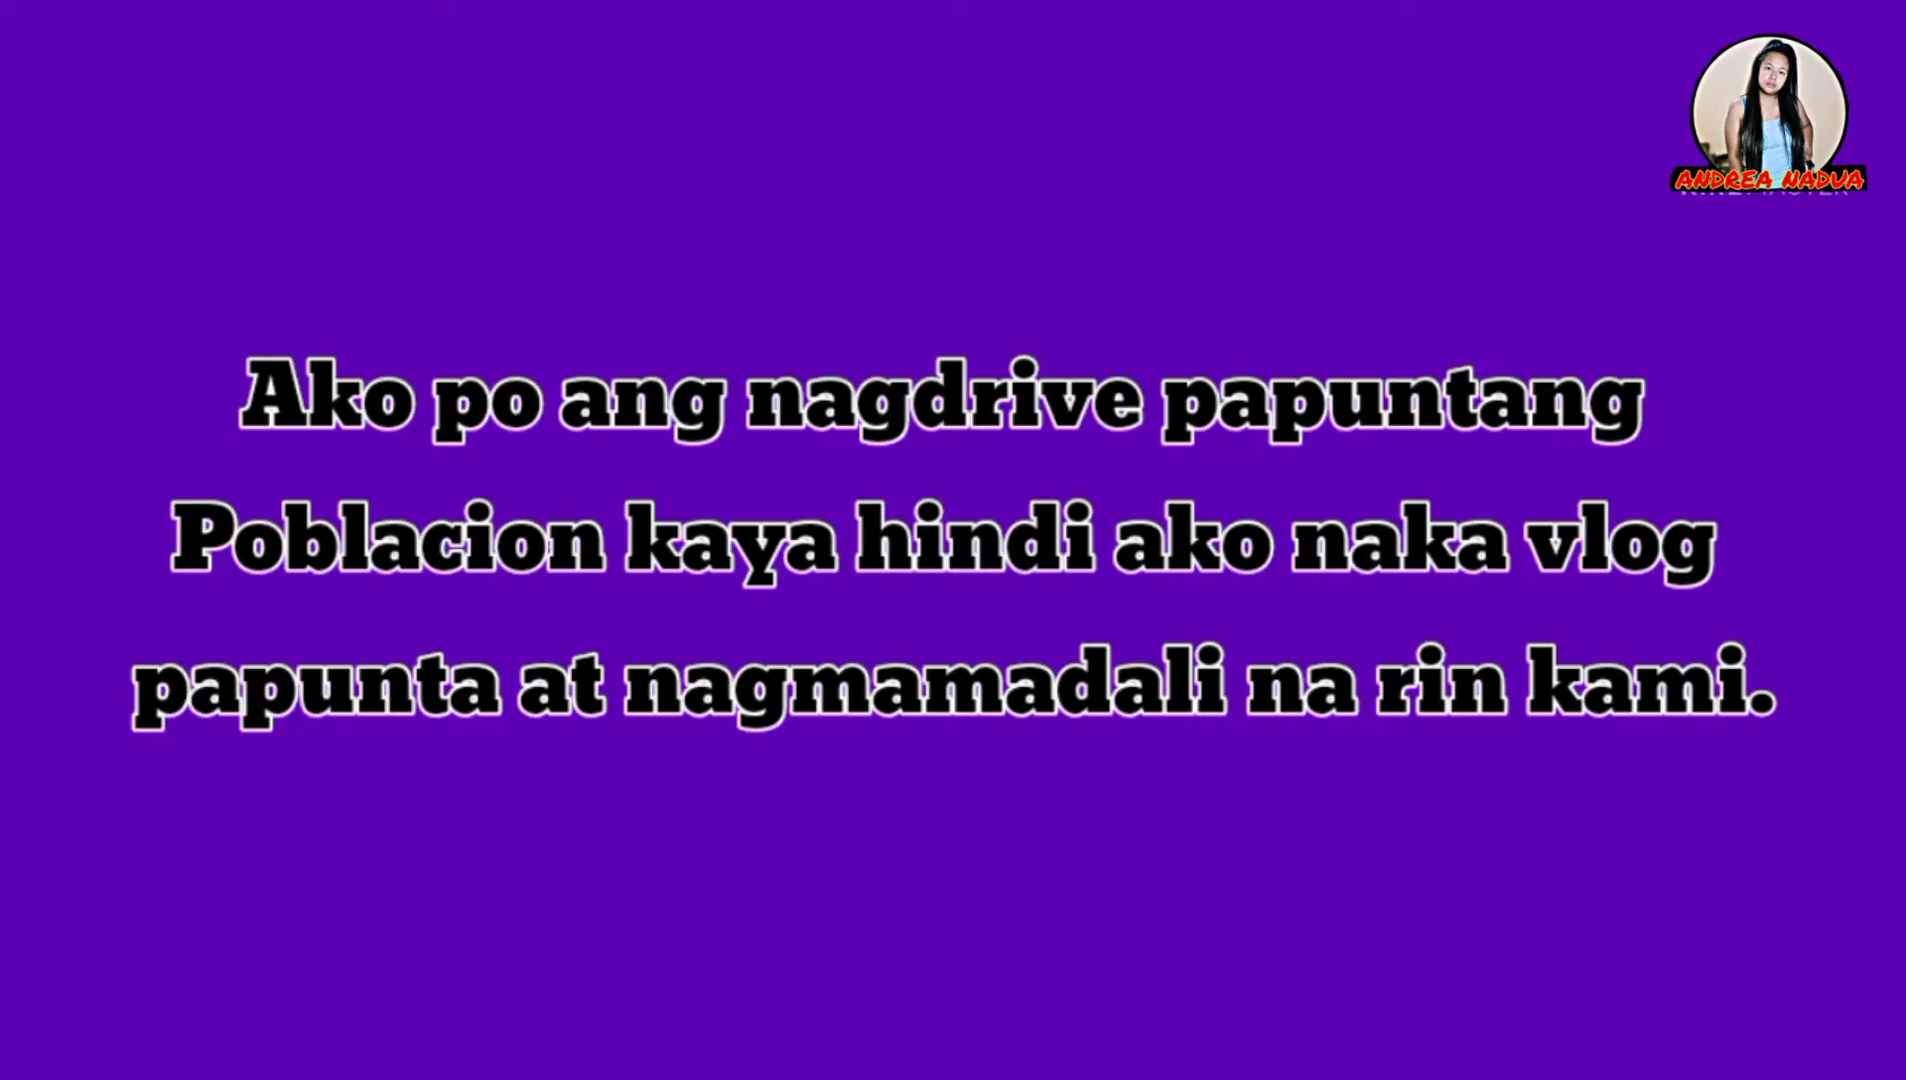 ANDREA NADUA
Ako po ang nagdrive papuntang
Poblacion kaya hindi ako naka vlog
papunta at nagmamadali na rin kami.